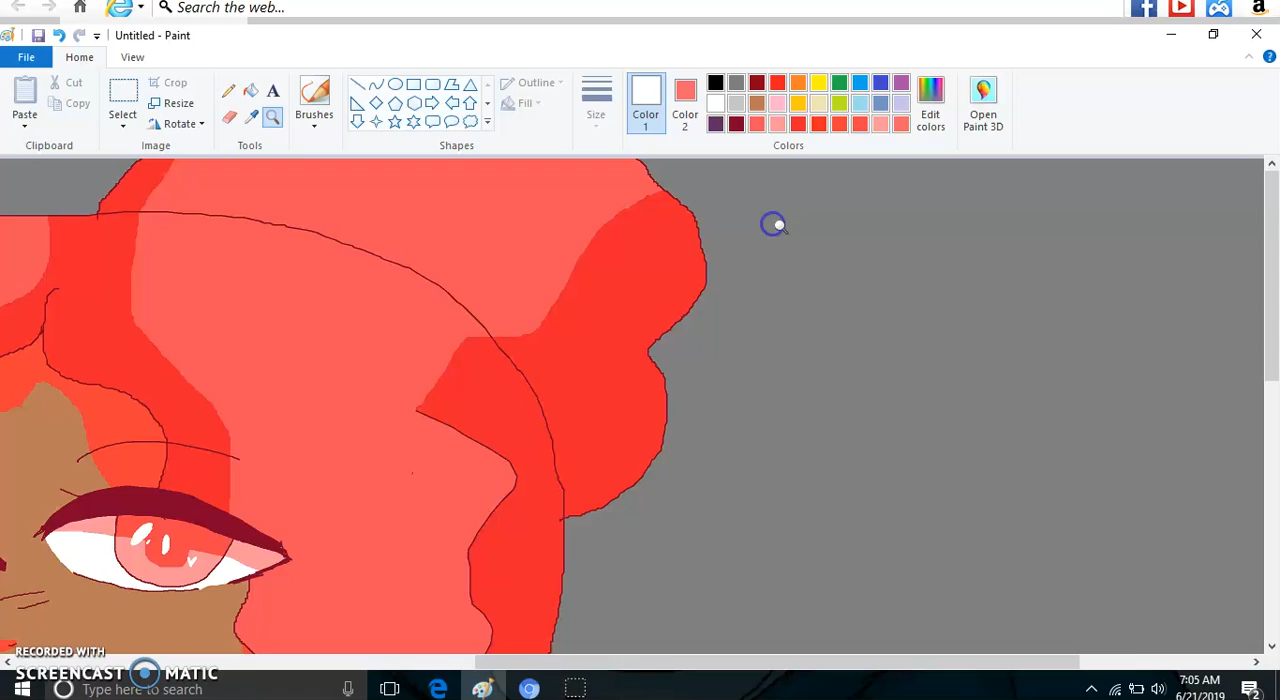 Search the web...
a
Untitled - Paint
File
Home
View
Paste
Cut
Copy
Clipboard
Select
Crop
Resize
Rotate
Image
A
Tools
Brushes
Outline
Fill
Shapes
Size
Color 1
Color 2
Edit colors
Colors
Open Paint 3D
RECORDED WITH
SCREENCAST MATIC
Type here to search
7:05 AM
6/21/2019
2